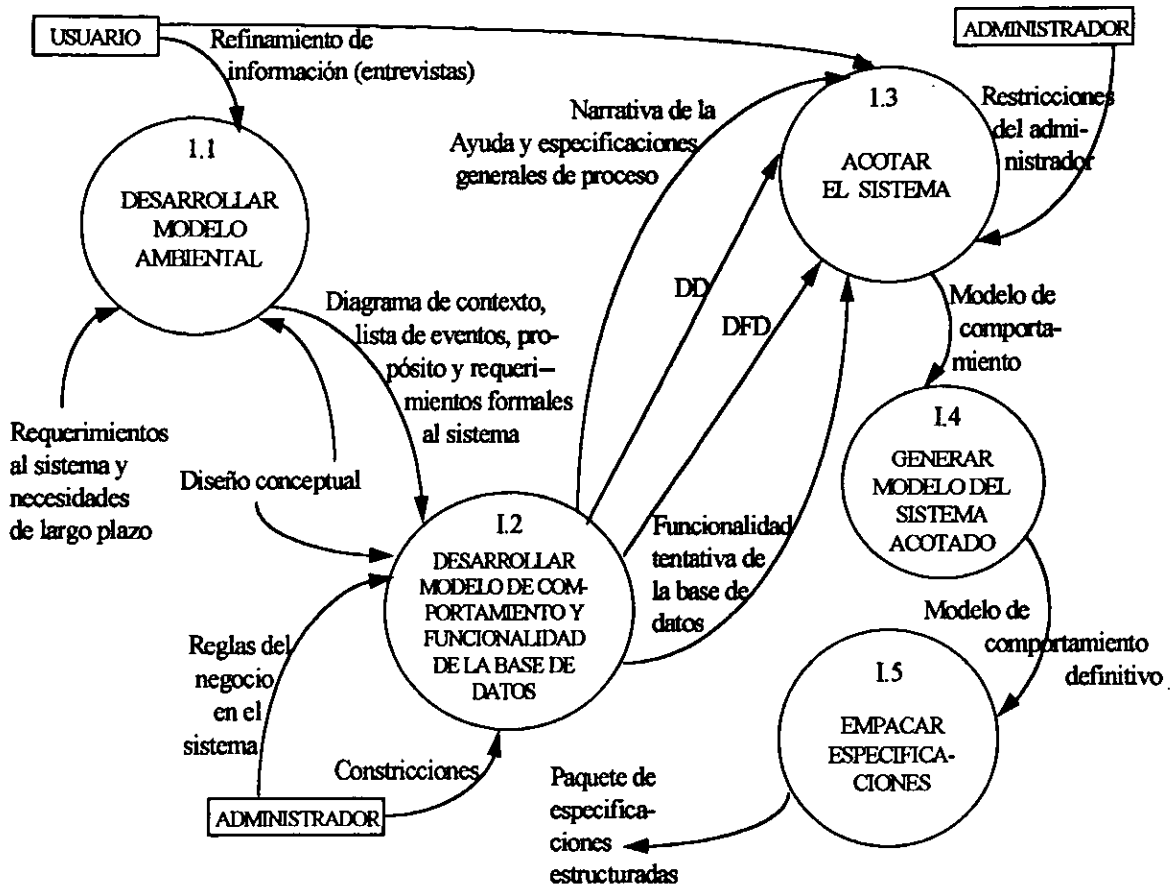 USUARIO
Refinamiento de
información (entrevistas)
ADMINISTRADOR
1.1
DESARROLLAR
MODELO
AMBIENTAL
Narrativa de la
Ayuda y especificaciones
generales de proceso
I.3
ACOTAR
EL SISTEMA
Restricciones
del admi-
nistrador
Diagrama de contexto,
lista de eventos, pro-
pósito y requeri-
mientos formales
al sistema
DD
DFD
Modelo de
comporta-
miento
Requerimientos
al sistema y
necesidades
de largo plazo
Diseño conceptual
I.4
GENERAR
MODELO DEL
SISTEMA
ACOTADO
I.2
DESARROLLAR
MODELO DE COM-
PORTAMIENTO Y
FUNCIONALIDAD
DE LA BASE DE
DATOS
Funcionalidad
tentativa de
la base de
datos
Reglas del
negocio
en el
sistema
Modelo de
comportamiento
definitivo
I.5
EMPACAR
ESPECIFICA-
CIONES
Constricciones
ADMINISTRADOR
Paquete de
especifica-
ciones
estructuradas